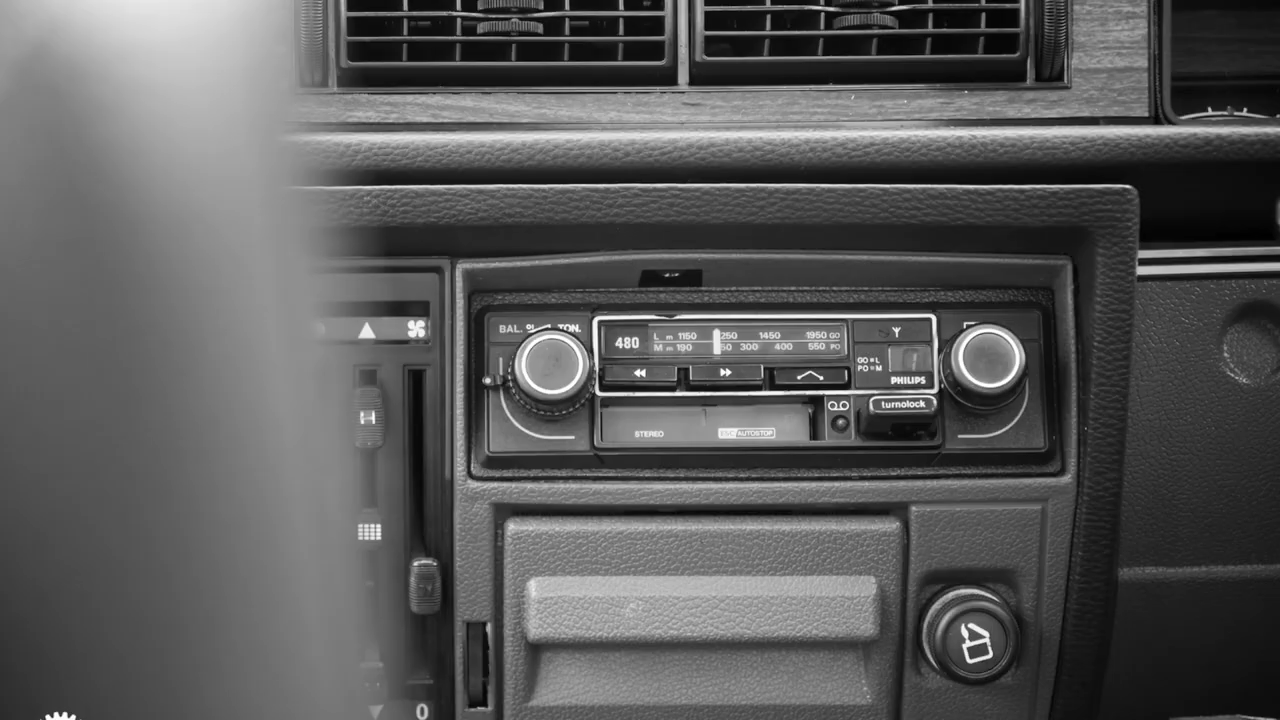 BAL. TON.
480
L m 1150 1250 1450 1950 GO
M m 190 50 300 400 550 PO
GO=L
PO=M
PHILIPS
turnolock
STEREO
AUTOSTOP
H
0